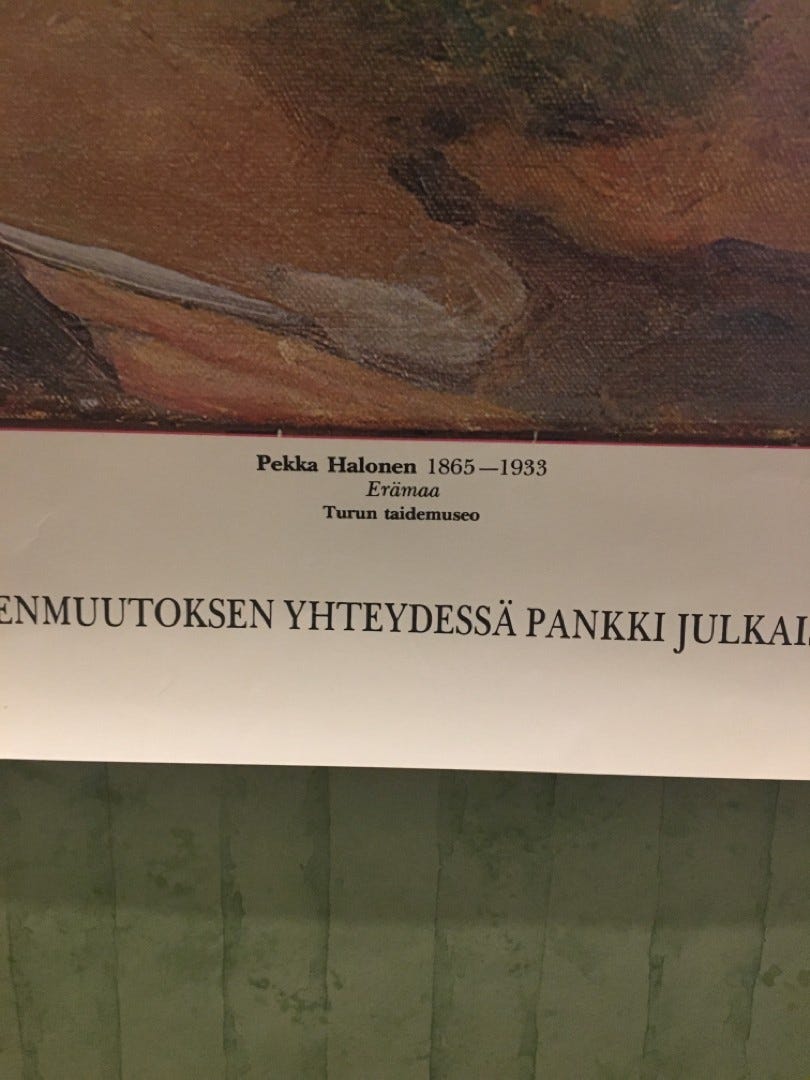 Pekka Halonen 1865—1933
Erämaa
Turun taidemuseo
ENMUUTOKSEN YHTEYDESSÄ PANKKI JULKAI